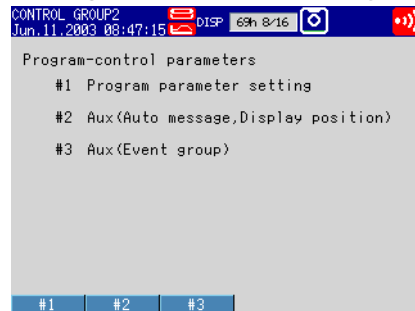 CONTROL GROUP2
Jun.11.2003 08:47:15 DISP 69h 8/16
Program-control parameters
#1 Program parameter setting
#2 Aux(Auto message,Display position)
#3 Aux(Event group)
#1 #2 #3